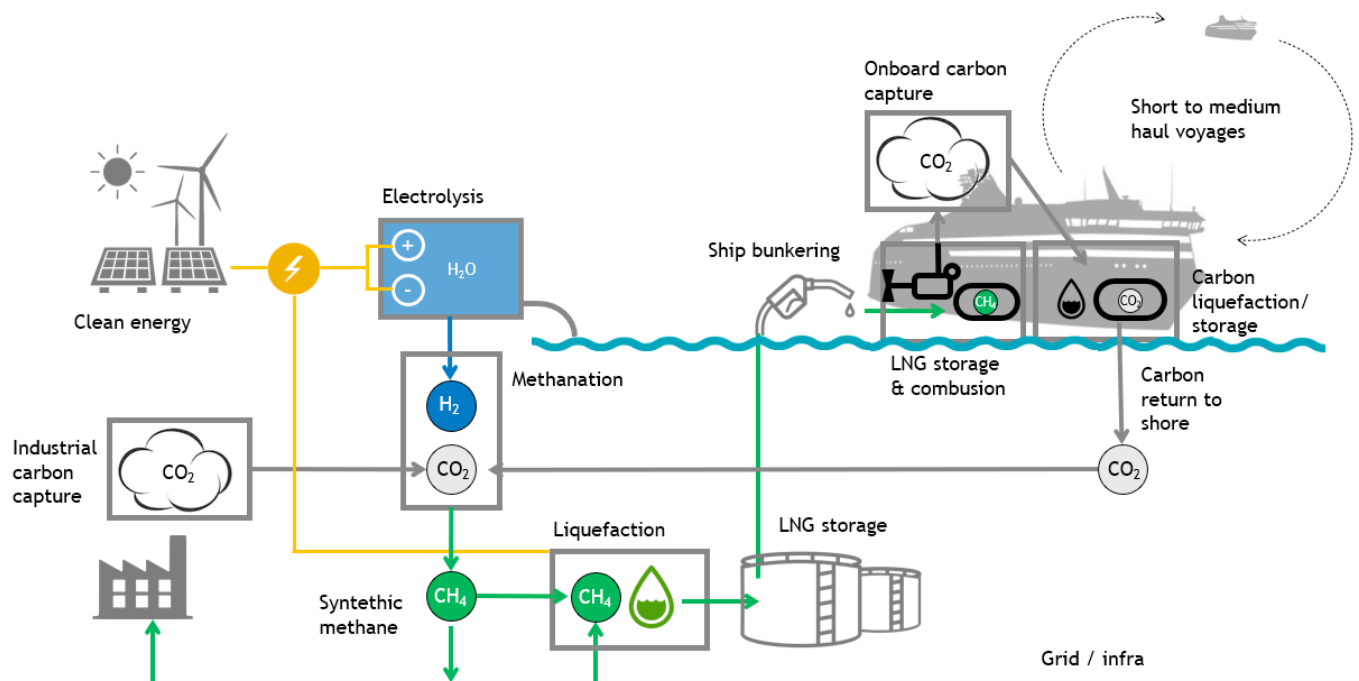 Onboard carbon
capture
CO₂
Short to medium
haul voyages
Electrolysis
+
-
H₂O
Clean energy
Ship bunkering
CH₄
CO₂
Carbon
liquefaction/
storage
LNG storage
& combusion
Carbon
return to
shore
Methanation
H₂
CO₂
CO₂
Industrial
carbon
capture
CO₂
Liquefaction
LNG storage
Syntethic
methane
CH₄
CH₄
Grid / infra